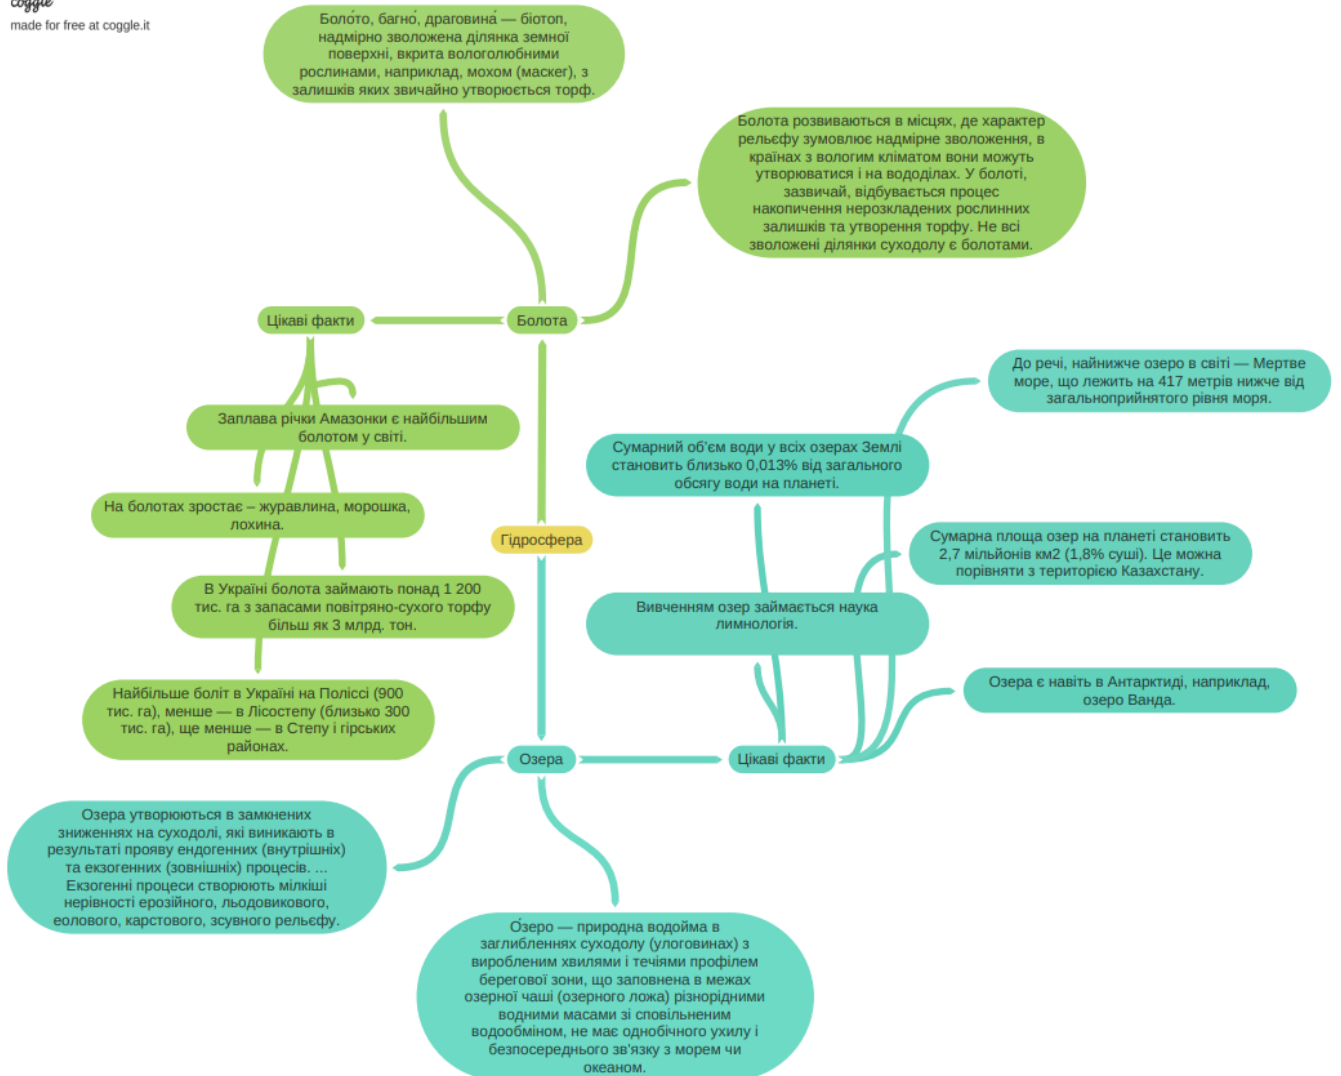 coggle
made for free at coggle.it
Боло́то, багно́, драговина́ — біотоп,
надмірно зволожена ділянка земної
поверхні, вкрита вологолюбними
рослинами, наприклад, мохом (маскег), з
залишків яких звичайно утворюється торф.
Болота розвиваються в місцях, де характер
рельєфу зумовлює надмірне зволоження, в
країнах з вологим кліматом вони можуть
утворюватися і на вододілах. У болоті,
зазвичай, відбувається процес
накопичення нерозкладених рослинних
залишків та утворення торфу. Не всі
зволожені ділянки суходолу є болотами.
Цікаві факти
Болота
Заплава річки Амазонки є найбільшим
болотом у світі.
На болотах зростає – журавлина, морошка,
лохина.
В Україні болота займають понад 1 200
тис. га з запасами повітряно-сухого торфу
більш як 3 млрд. тон.
Найбільше боліт в Україні на Поліссі (900
тис. га), менше — в Лісостепу (близько 300
тис. га), ще менше — в Степу і гірських
районах.
Гідросфера
До речі, найнижче озеро в світі — Мертве
море, що лежить на 417 метрів нижче від
загальноприйнятого рівня моря.
Сумарний об'єм води у всіх озерах Землі
становить близько 0,013% від загального
обсягу води на планеті.
Сумарна площа озер на планеті становить
2,7 мільйонів км2 (1,8% суші). Це можна
порівняти з територією Казахстану.
Вивченням озер займається наука
лимнологія.
Озера є навіть в Антарктиді, наприклад,
озеро Ванда.
Озера
Цікаві факти
Озера утворюються в замкнених
зниженнях на суходолі, які виникають в
результаті прояву ендогенних (внутрішніх)
та екзогенних (зовнішніх) процесів. ...
Екзогенні процеси створюють мілкіші
нерівності ерозійного, льодовикового,
еолового, карстового, зсувного рельєфу.
О́зеро — природна водойма в
заглибленнях суходолу (улоговинах) з
виробленим хвилями і течіями профілем
берегової зони, що заповнена в межах
озерної чаші (озерного ложа) різнорідними
водними масами зі сповільненим
водообміном, не має однобічного ухилу і
безпосереднього зв'язку з морем чи
океаном.